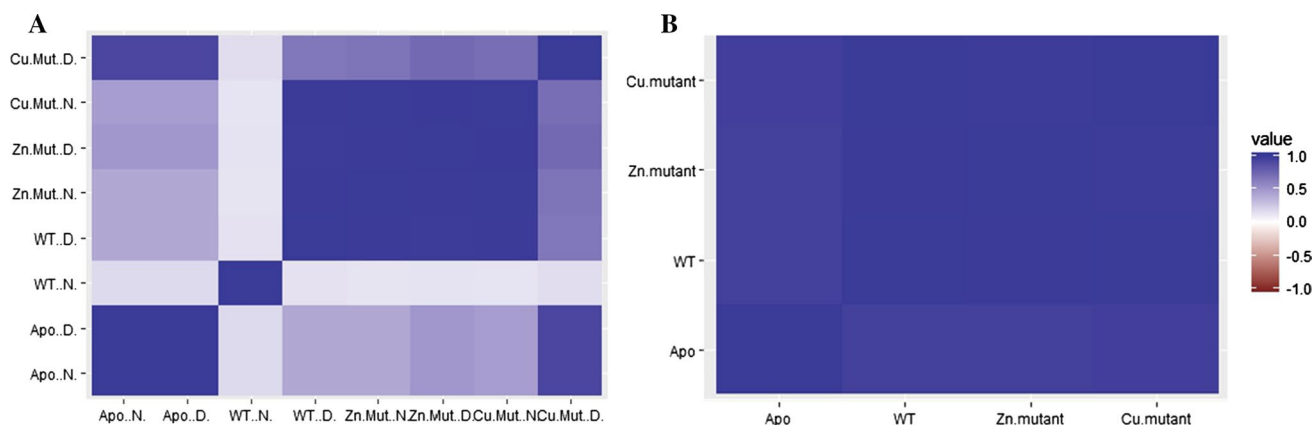 A
Cu.Mut..D.
Cu.Mut..N.
Zn.Mut..D.
Zn.Mut..N.
WT..D.
WT..N.
Apo..D.
Apo..N.
Apo..N. Apo..D. WT..N. WT..D. Zn.Mut..N. Zn.Mut..D. Cu.Mut..N. Cu.Mut..D.
B
Cu.mutant
Zn.mutant
WT
Apo
Apo WT Zn.mutant Cu.mutant
value
1.0
0.5
0.0
-0.5
-1.0